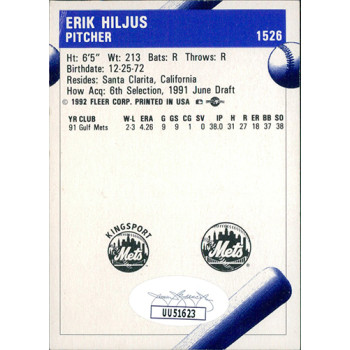 ERIK HILJUS
PITCHER 1526
Ht: 6'5" Wt: 213 Bats: R Throws: R
Birthdate: 12-25-72
Resides: Santa Clarita, California
How Acq: 6th Selection, 1991 June Draft
© 1992 FLEER CORP. PRINTED IN USA
YR CLUB W-L ERA G GS CG SV IP H R ER BB SO
91 Gulf Mets 2-3 4.26 9 9 1 0 38.0 31 27 18 37 38
KINGSPORT
Mets
Mets
UU51623